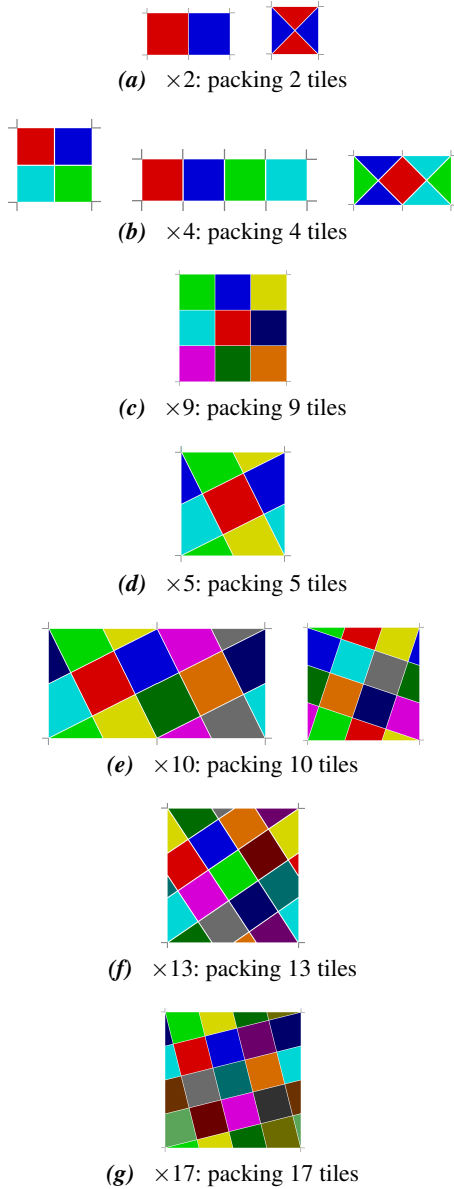 (a) ×2: packing 2 tiles
(b) ×4: packing 4 tiles
(c) ×9: packing 9 tiles
(d) ×5: packing 5 tiles
(e) ×10: packing 10 tiles
(f) ×13: packing 13 tiles
(g) ×17: packing 17 tiles